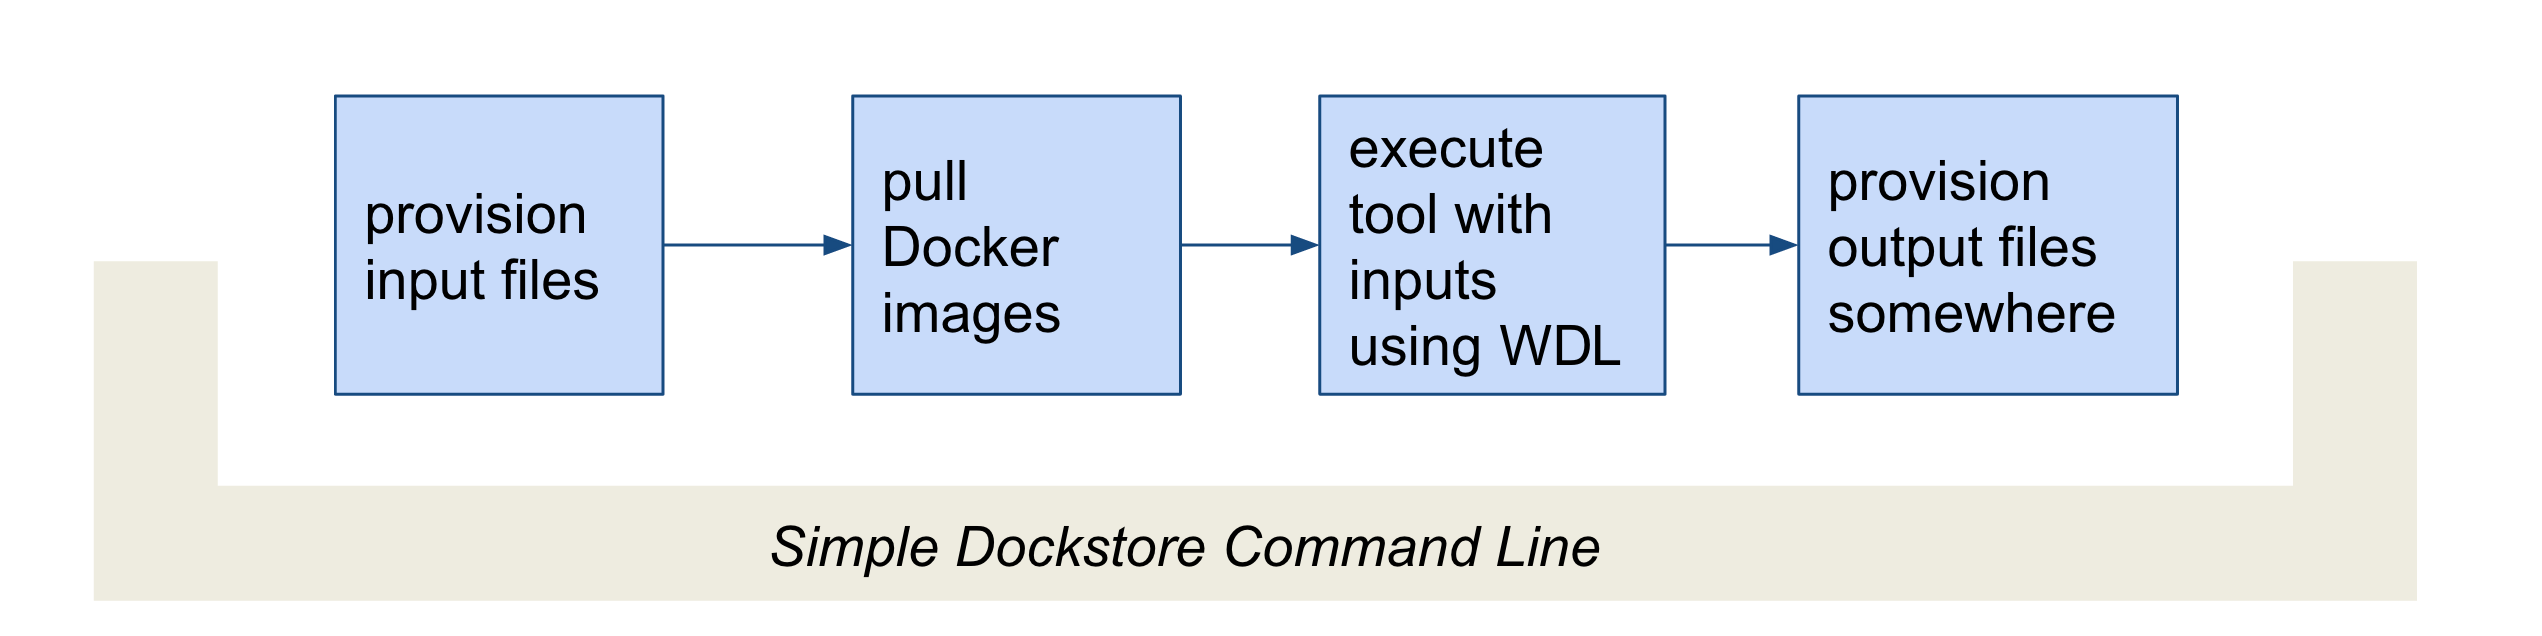 provision
input files
pull
Docker
images
execute
tool with
inputs
using WDL
provision
output files
somewhere
Simple Dockstore Command Line